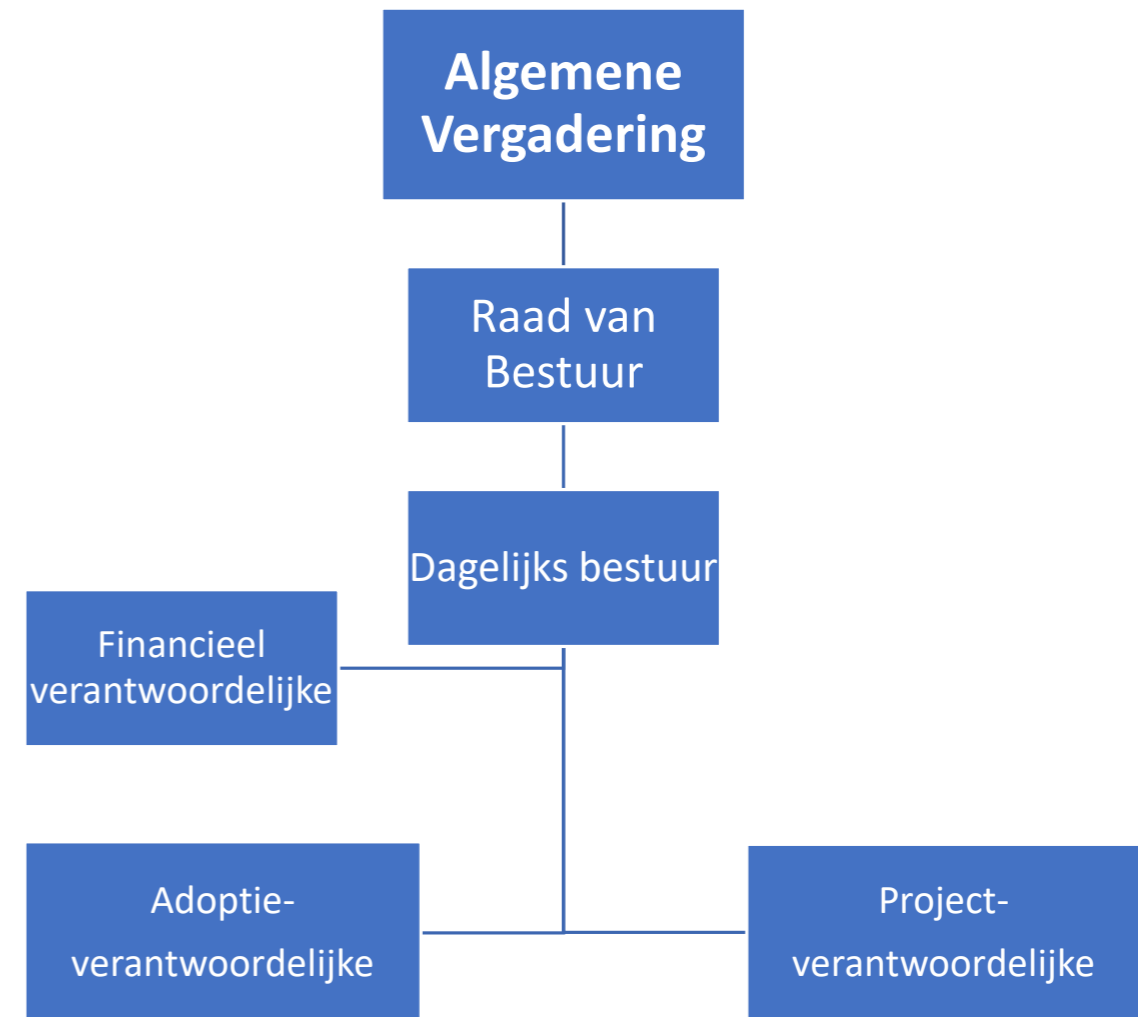 Algemene
Vergadering
Raad van
Bestuur
Dagelijks bestuur
Financieel
verantwoordelijke
Adoptie-
verantwoordelijke
Project-
verantwoordelijke